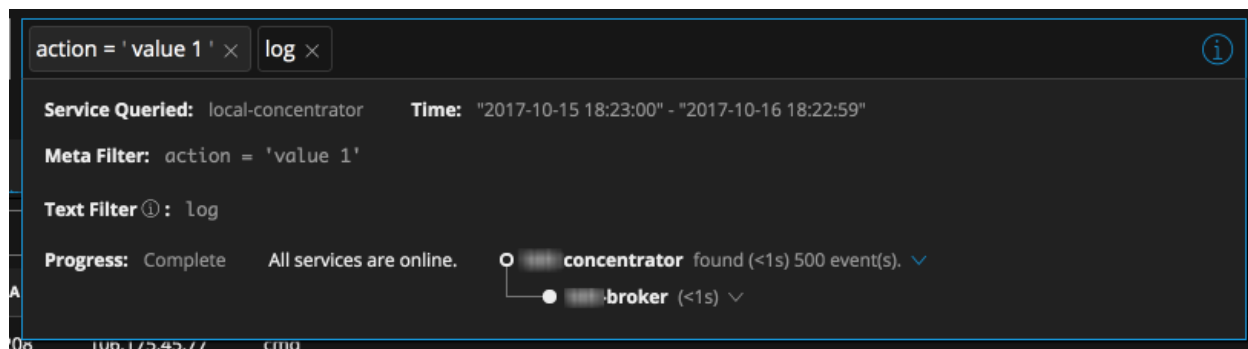 action = ' value 1 ' × log ×
Service Queried: local-concentrator Time: "2017-10-15 18:23:00" - "2017-10-16 18:22:59"
Meta Filter: action = 'value 1'
Text Filter ⓘ : log
Progress: Complete All services are online. concentrator found (<1s) 500 event(s).
-broker (<1s)